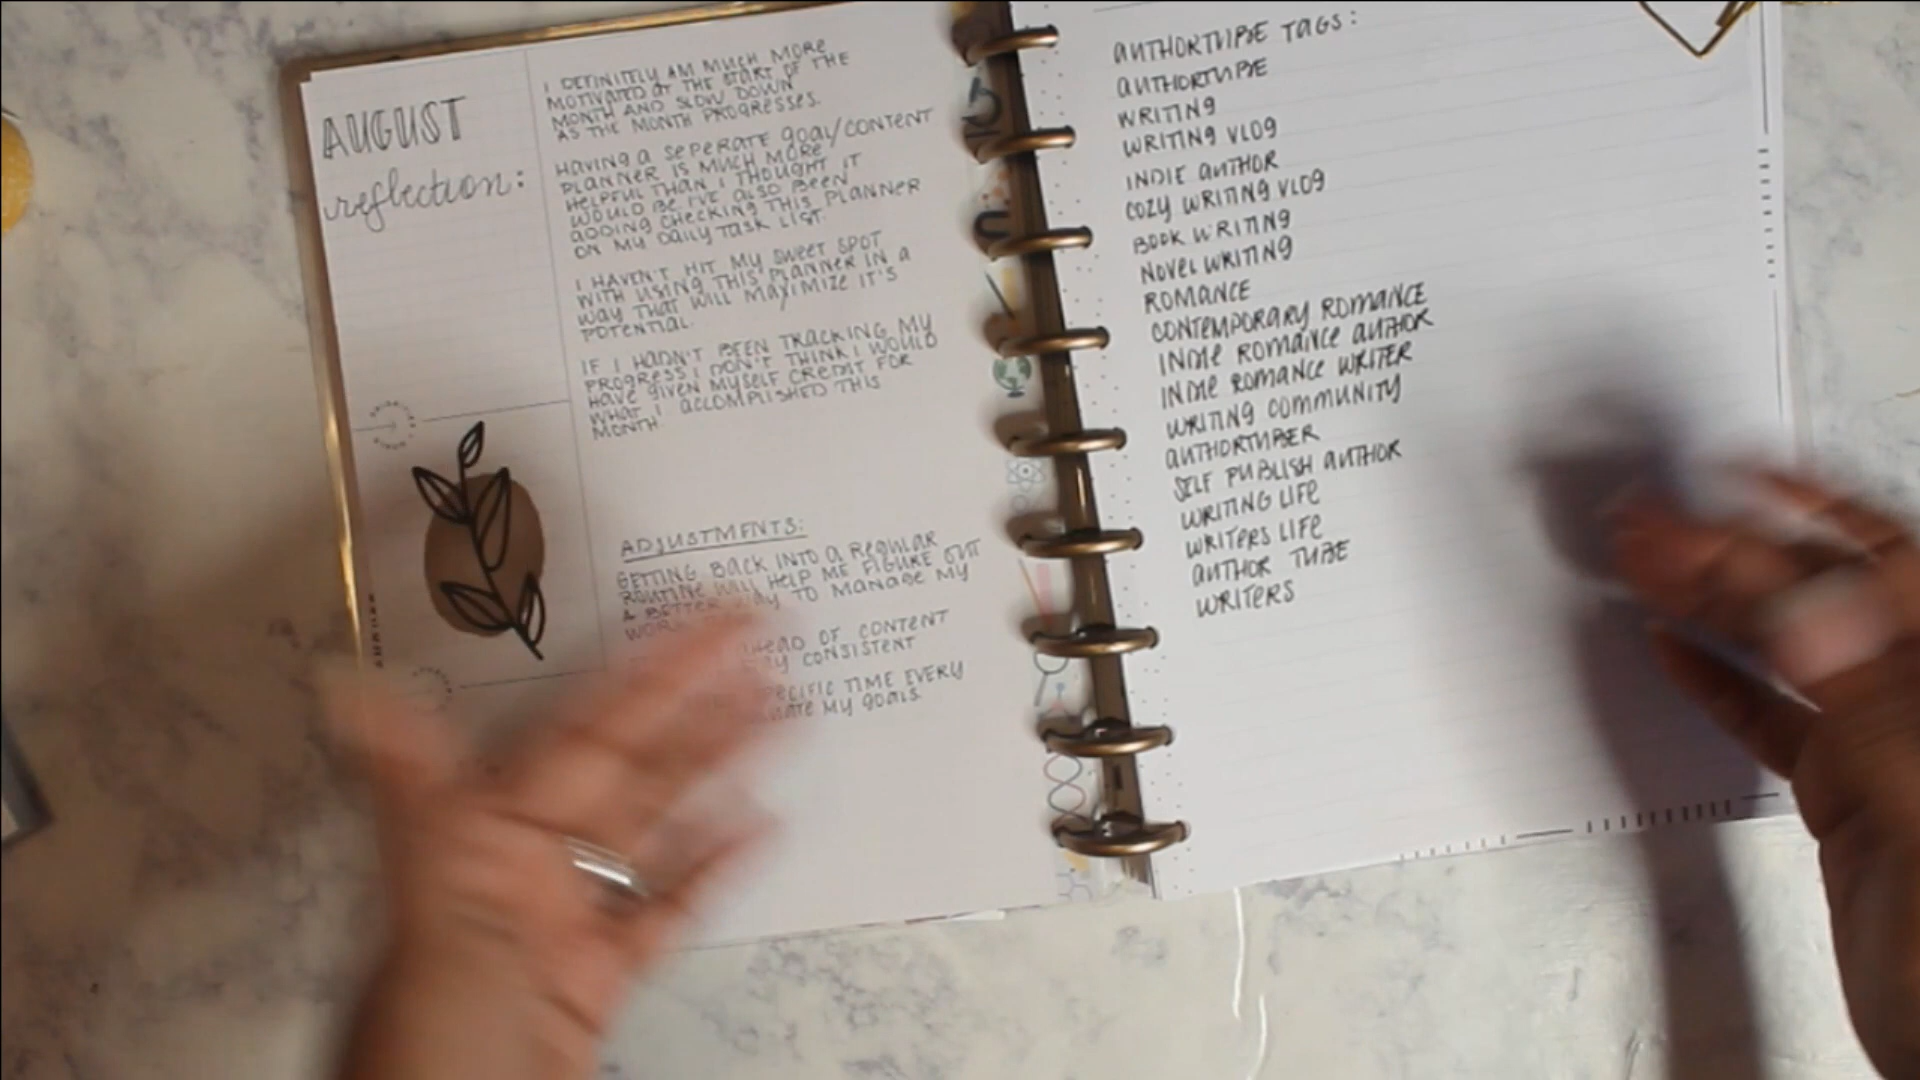 AUGUST
reflection:
I DEFINITELY AM MUCH MORE
MOTIVATED AT THE START OF THE
MONTH AND SLOW DOWN
AS THE MONTH PROGRESSES.
HAVING A SEPERATE GOAL/CONTENT
PLANNER IS MUCH MORE
HELPFUL THAN I THOUGHT IT
WOULD BE. I'VE ALSO BEEN
ADDING CHECKING THIS PLANNER
ON MY DAILY TASK LIST.
I HAVEN'T HIT MY SWEET SPOT
WITH USING THIS PLANNER IN A
WAY THAT WILL MAXIMIZE IT'S
POTENTIAL.
IF I HADN'T BEEN TRACKING MY
PROGRESS I DON'T THINK I WOULD
HAVE GIVEN MYSELF CREDIT FOR
WHAT I ACCOMPLISHED THIS
MONTH.
ADJUSTMENTS:
GETTING BACK INTO A REGULAR
ROUTINE WILL HELP ME FIGURE OUT
A BETTER WAY TO MANAGE MY
OF CONTENT
CONSISTENT
TIME EVERY
MY GOALS.
AUTHORTUBE TAGS:
AUTHORTUBE
WRITING
WRITING VLOG
INDIE AUTHOR
COZY WRITING VLOG
BOOK WRITING
NOVEL WRITING
ROMANCE
CONTEMPORARY ROMANCE
INDIE ROMANCE AUTHOR
INDIE ROMANCE WRITER
WRITING COMMUNITY
AUTHORTUBER
SELF PUBLISH AUTHOR
WRITING LIFE
WRITERS LIFE
AUTHOR TUBE
WRITERS